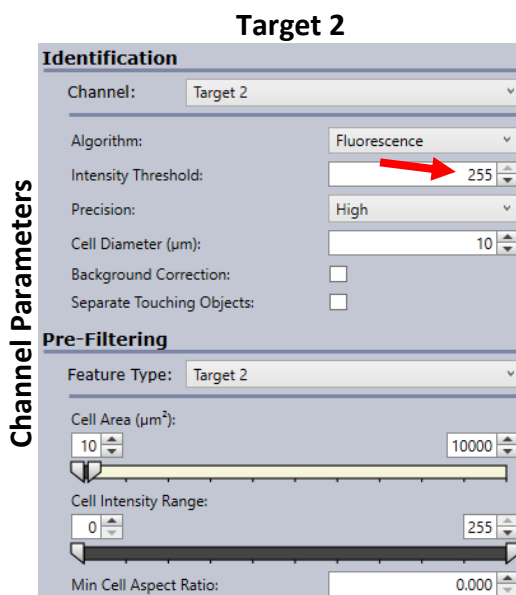 Target 2
Channel Parameters
Identification
Channel: Target 2
Algorithm: Fluorescence
Intensity Threshold: 255
Precision: High
Cell Diameter (µm): 10
Background Correction:
Separate Touching Objects:
Pre-Filtering
Feature Type: Target 2
Cell Area (µm²):
10 10000
Cell Intensity Range:
0 255
Min Cell Aspect Ratio: 0.000